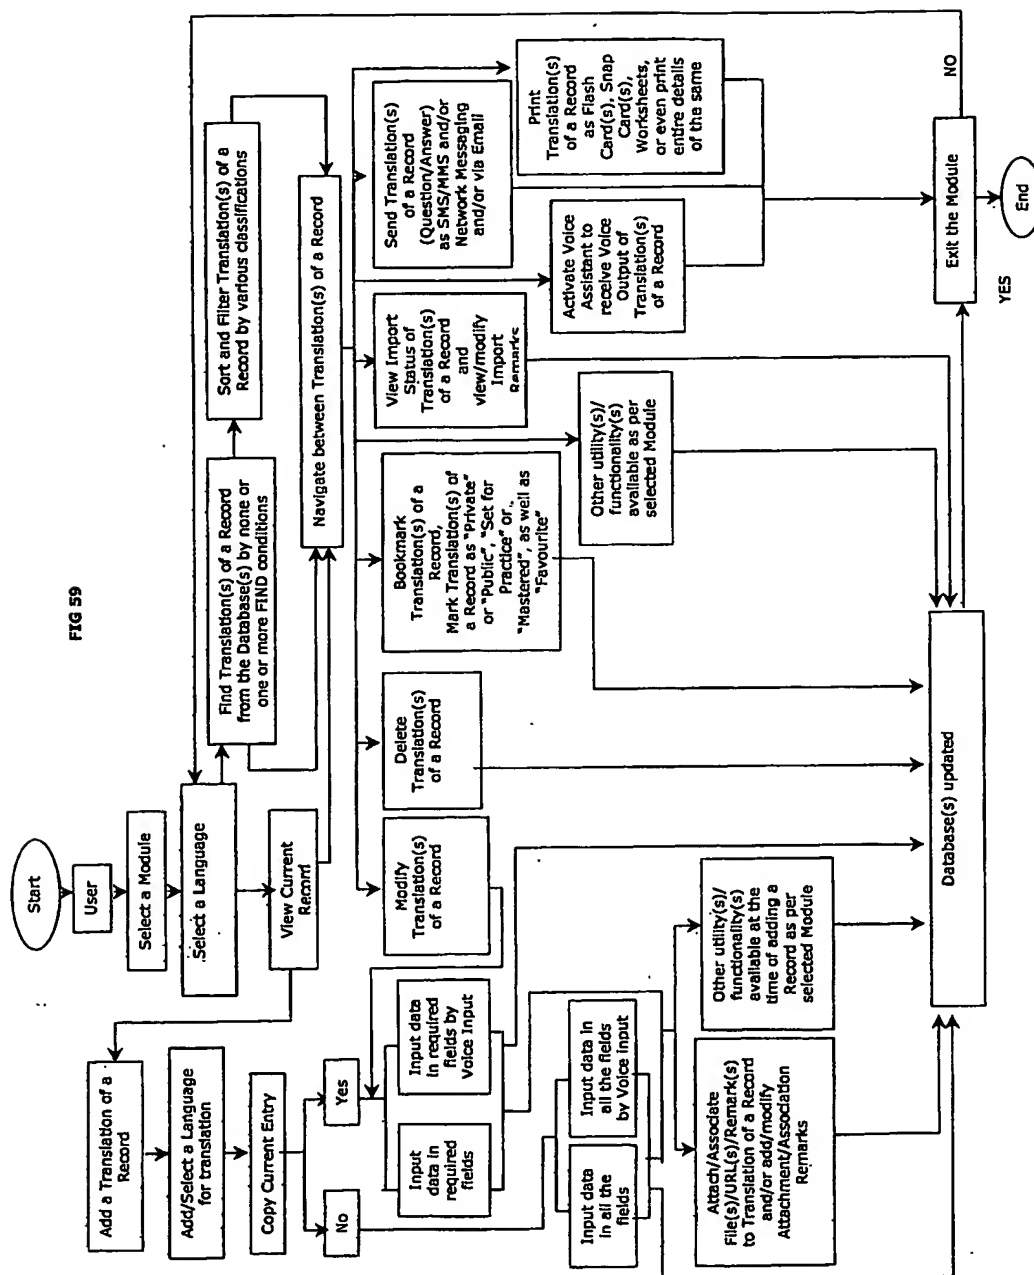 FIG 59
Start
User
Select a Module
Select a Language
View Current
Record
Find Translation(s) of a Record
from the Database(s) by none or
one or more FIND conditions
Sort and Filter Translation(s) of a
Record by various classifications
Navigate between Translation(s) of a Record
Add a Translation of a
Record
Add/Select a Language
for translation
Copy Current Entry
Yes
No
Input data
in required
fields
Input data
in required
fields by
Voice Input
Input data
in all the
fields
Input data in
all the fields
by Voice input
Modify
Translation(s)
of a Record
Delete
Translation(s)
of a Record
Bookmark
Translation(s) of a
Record,
Mark Translation(s) of
a Record as "Private"
or "Public", "Set for
Practice" or
"Mastered", as well as
"Favourite"
View Import
Status of
Translation(s)
of a Record
and
view/modify
Import
Remarks
Send Translation(s)
of a Record
(Question/Answer)
as SMS/MMS and/or
Network Messaging
and/or via Email
Print
Translation(s)
of a Record
as Flash
Card(s), Snap
Card(s),
Worksheets,
or even print
entire details
of the same
Activate Voice
Assistant to
receive Voice
Output of
Translation(s)
of a Record
Other utility(s)/
functionality(s)
available as per
selected Module
Attach/Associate
File(s)/URL(s)/Remark(s)
to Translation of a Record
and/or add/modify
Attachment/Association
Remarks
Other utility(s)/
functionality(s)
available at the
time of adding a
Record as per
selected Module
Database(s) updated
Exit the Module
NO
YES
End